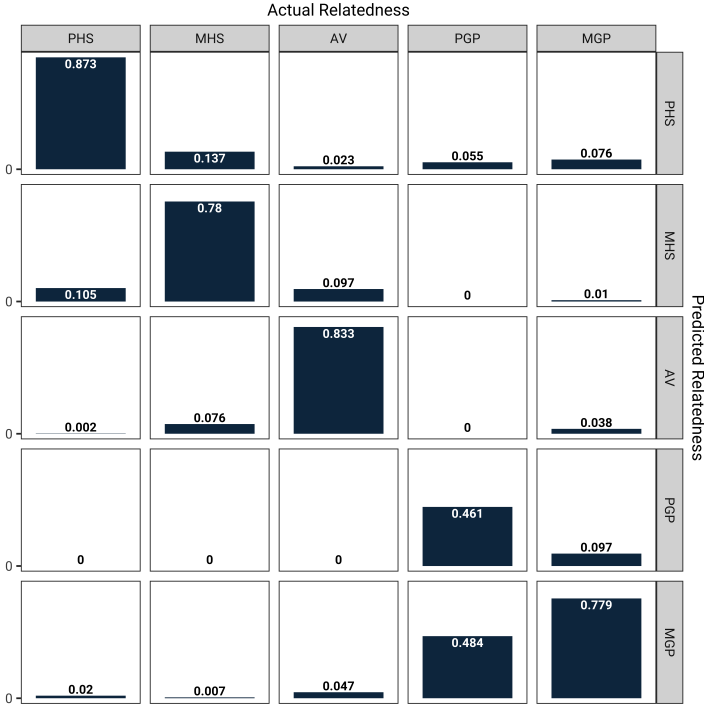 Actual Relatedness
PHS MHS AV PGP MGP
0.873 0.137 0.023 0.055 0.076 PHS
0
0.105 0.78 0.097 0 0.01 MHS
0
0.002 0.076 0.833 0 0.038 AV
0
0 0 0 0.461 0.097 PGP
0
0.02 0.007 0.047 0.484 0.779 MGP
0
Predicted Relatedness